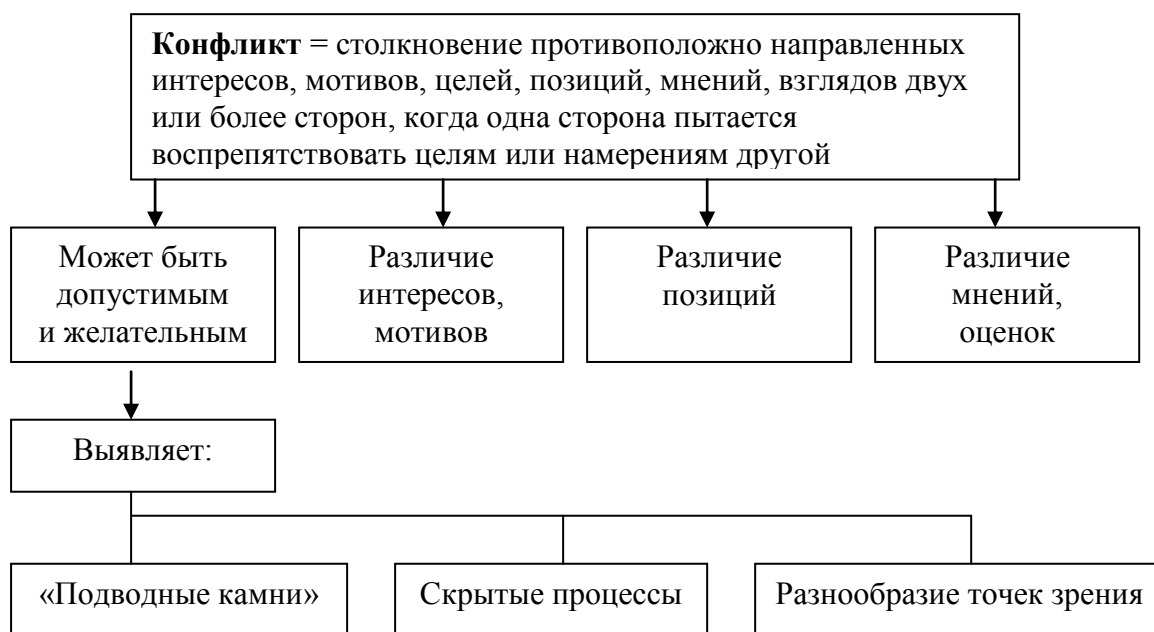 Конфликт = столкновение противоположно направленных
интересов, мотивов, целей, позиций, мнений, взглядов двух
или более сторон, когда одна сторона пытается
воспрепятствовать целям или намерениям другой
Может быть
допустимым
и желательным
Различие
интересов,
мотивов
Различие
позиций
Различие
мнений,
оценок
Выявляет:
«Подводные камни»
Скрытые процессы
Разнообразие точек зрения